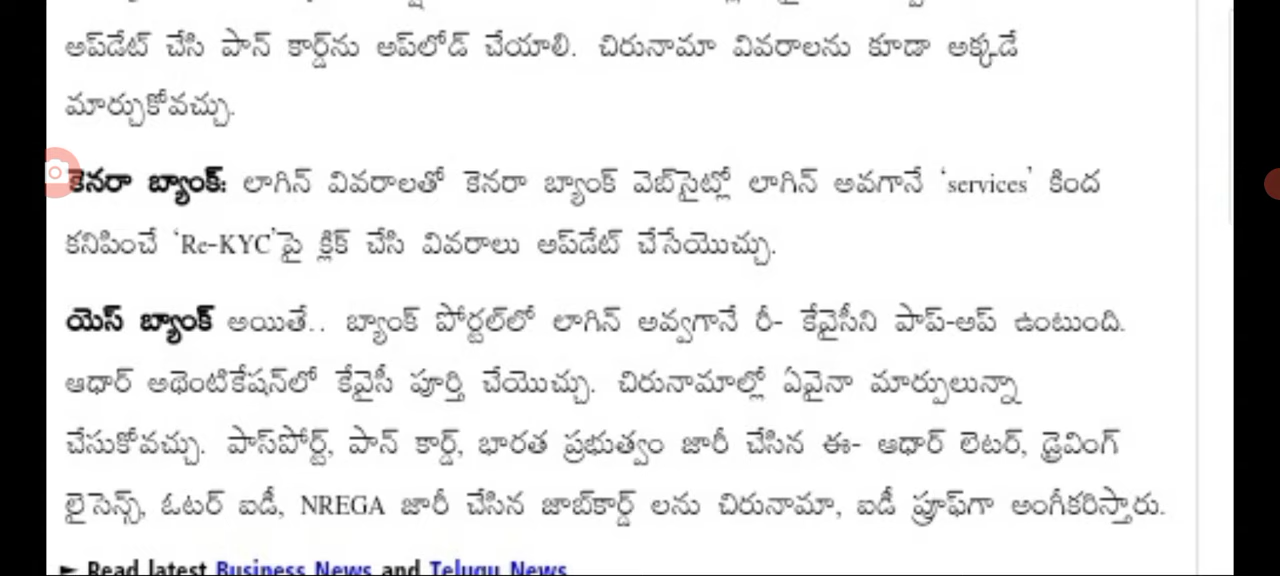 అప్‌డేట్ చేసి పాన్ కార్డ్‌ను అప్‌లోడ్ చేయాలి. చిరునామా వివరాలను కూడా అక్కడే
మార్చుకోవచ్చు.
కెనరా బ్యాంక్: లాగిన్ వివరాలతో కెనరా బ్యాంక్ వెబ్‌సైట్లో లాగిన్ అవగానే ‘services’ కింద
కనిపించే ‘Re-KYC’పై క్లిక్ చేసి వివరాలు అప్‌డేట్ చేసేయొచ్చు.
యెస్ బ్యాంక్ అయితే.. బ్యాంక్ పోర్టల్‌లో లాగిన్ అవ్వగానే రీ- కేవైసీని పాప్-అప్ ఉంటుంది.
ఆధార్ అథెంటికేషన్‌లో కేవైసీ పూర్తి చేయొచ్చు. చిరునామాల్లో ఏవైనా మార్పులున్నా
చేసుకోవచ్చు. పాస్‌పోర్ట్, పాన్ కార్డ్, భారత ప్రభుత్వం జారీ చేసిన ఈ- ఆధార్ లెటర్, డ్రైవింగ్
లైసెన్స్, ఓటర్ ఐడీ, NREGA జారీ చేసిన జాబ్‌కార్డ్ లను చిరునామా, ఐడీ ప్రూఫ్‌గా అంగీకరిస్తారు.
► Read latest Business News and Telugu News